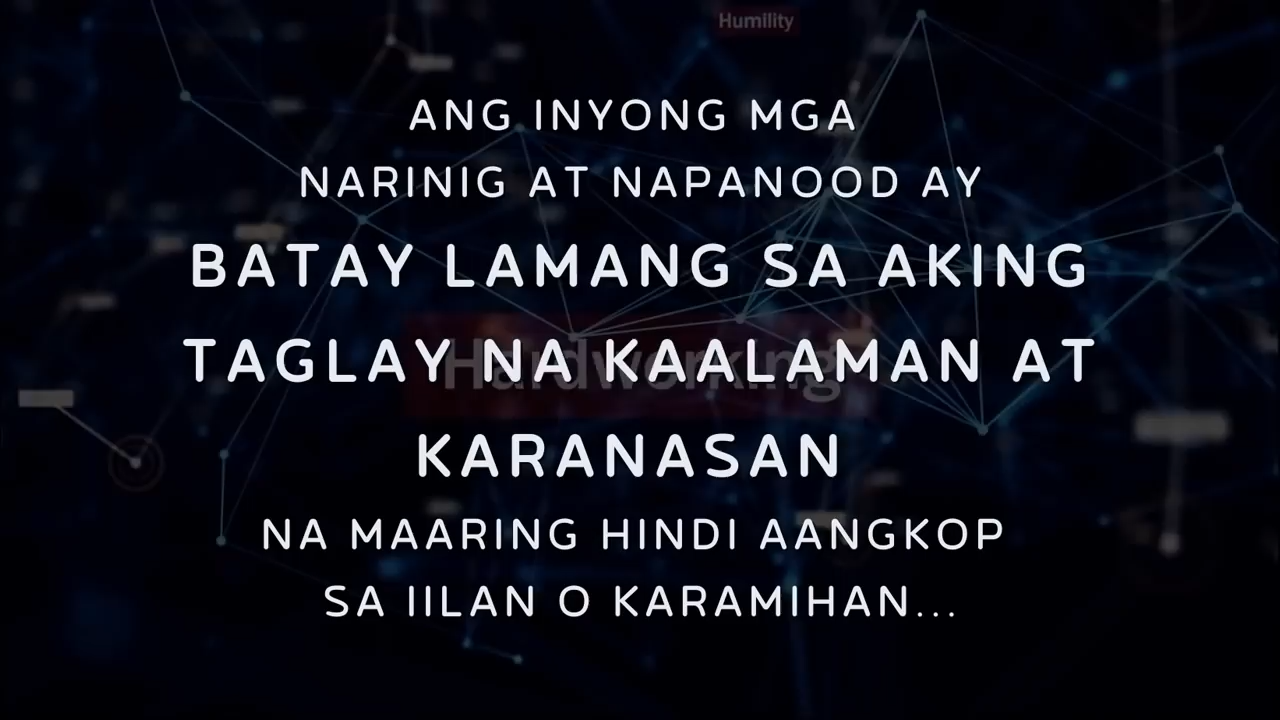 Humility
ANG INYONG MGA
NARINIG AT NAPANOOD AY
BATAY LAMANG SA AKING
Hardworking
TAGLAY NA KAALAMAN AT
KARANASAN
NA MAARING HINDI AANGKOP
SA IILAN O KARAMIHAN...